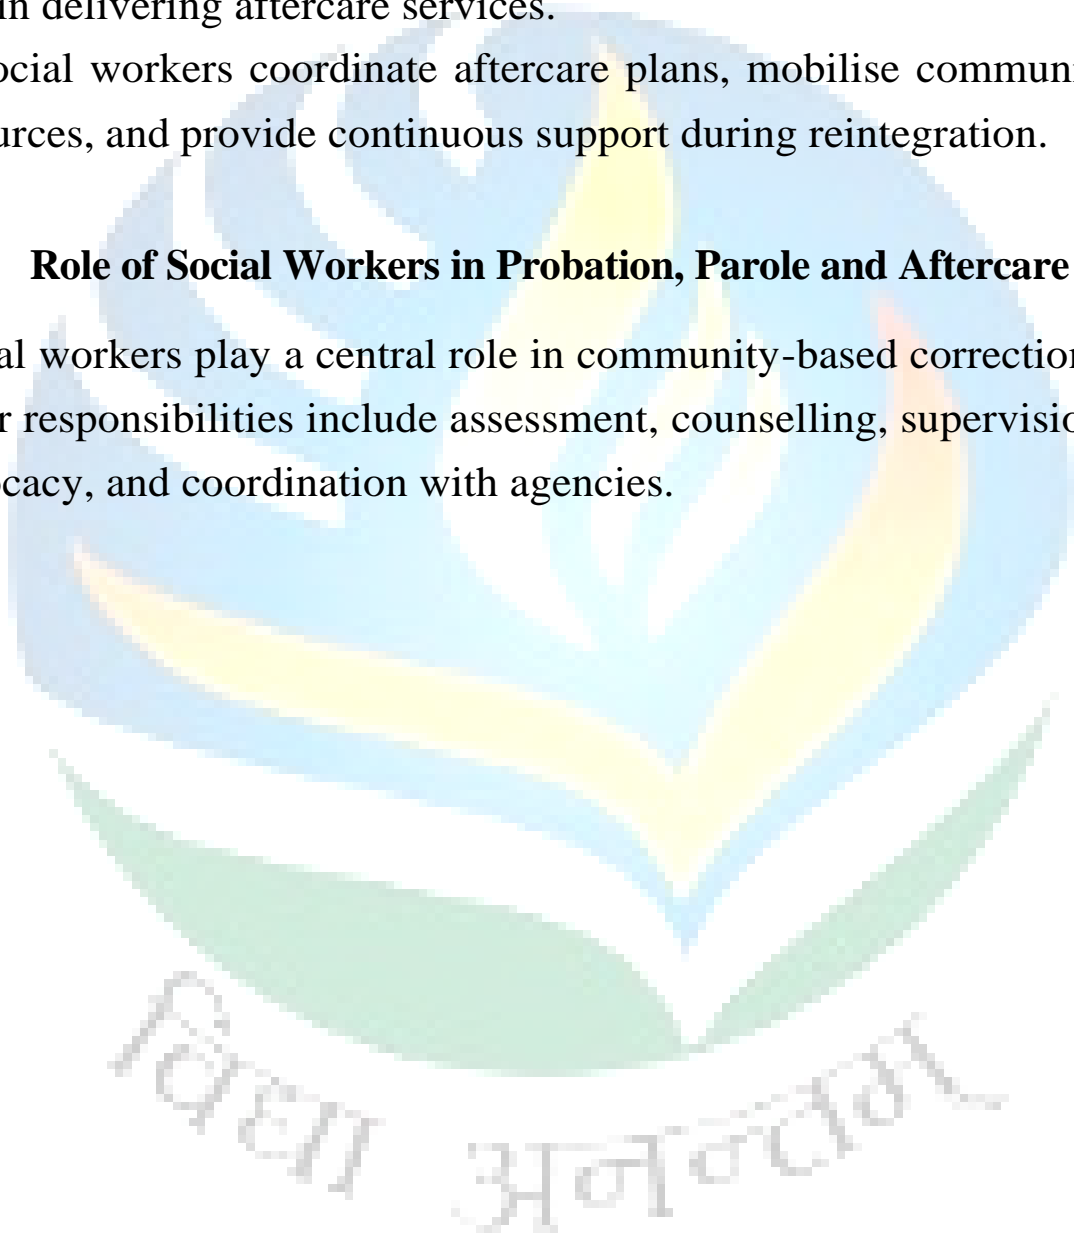 in delivering aftercare services.
ocial workers coordinate aftercare plans, mobilise commun
urces, and provide continuous support during reintegration.
Role of Social Workers in Probation, Parole and Aftercare
al workers play a central role in community-based correction
r responsibilities include assessment, counselling, supervisio
ocacy, and coordination with agencies.
विद्या अनन्तम्